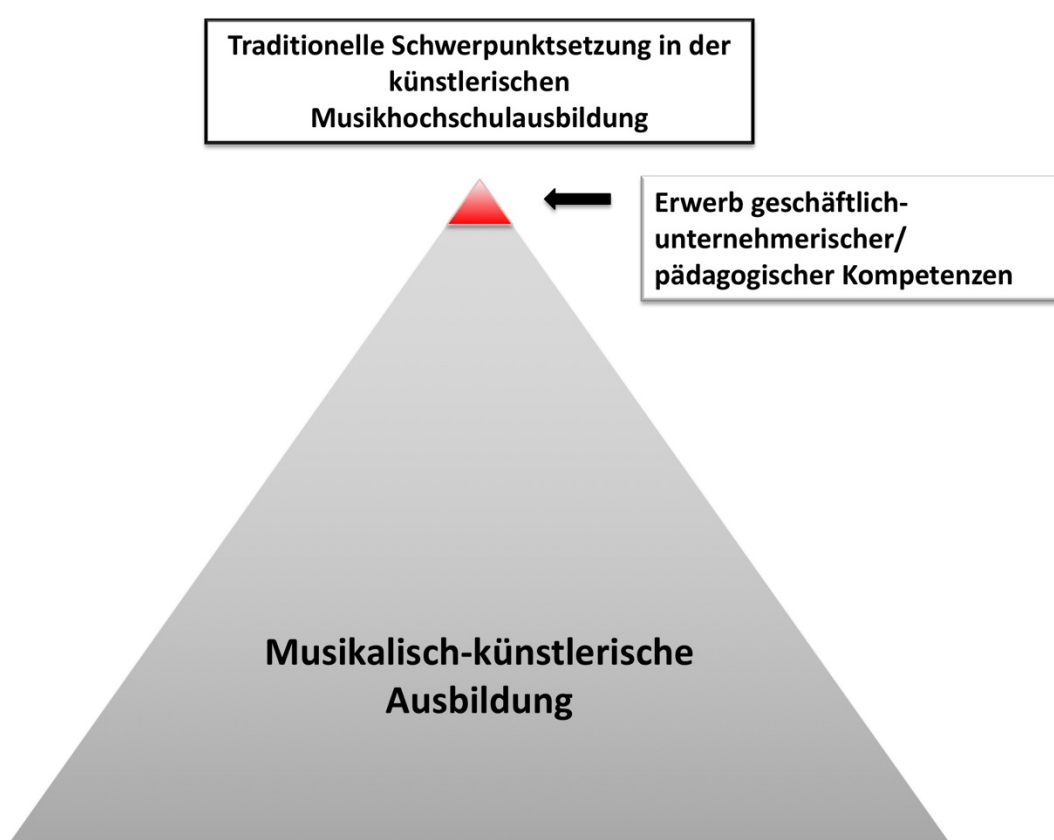 Traditionelle Schwerpunktsetzung in der
künstlerischen
Musikhochschulausbildung
Erwerb geschäftlich-
unternehmerischer/
pädagogischer Kompetenzen
Musikalisch-künstlerische
Ausbildung